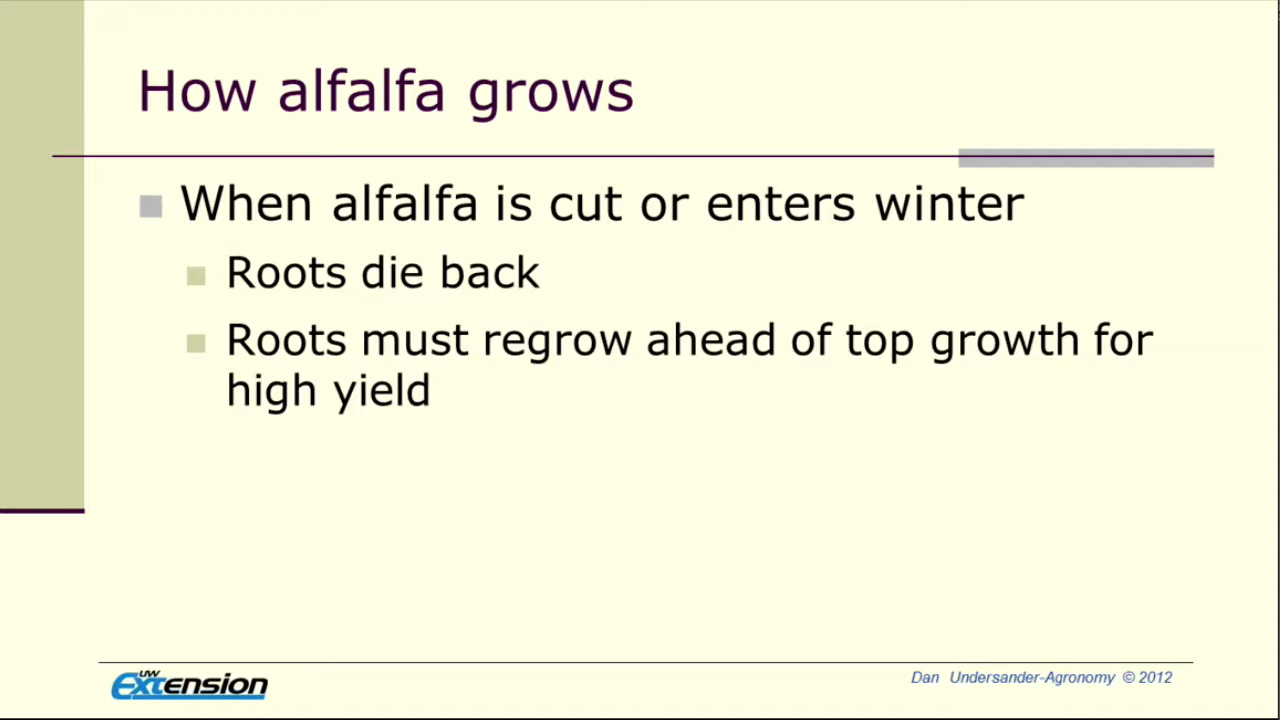 How alfalfa grows
When alfalfa is cut or enters winter
Roots die back
Roots must regrow ahead of top growth for
high yield
UW
Extension
Dan Undersander-Agronomy © 2012